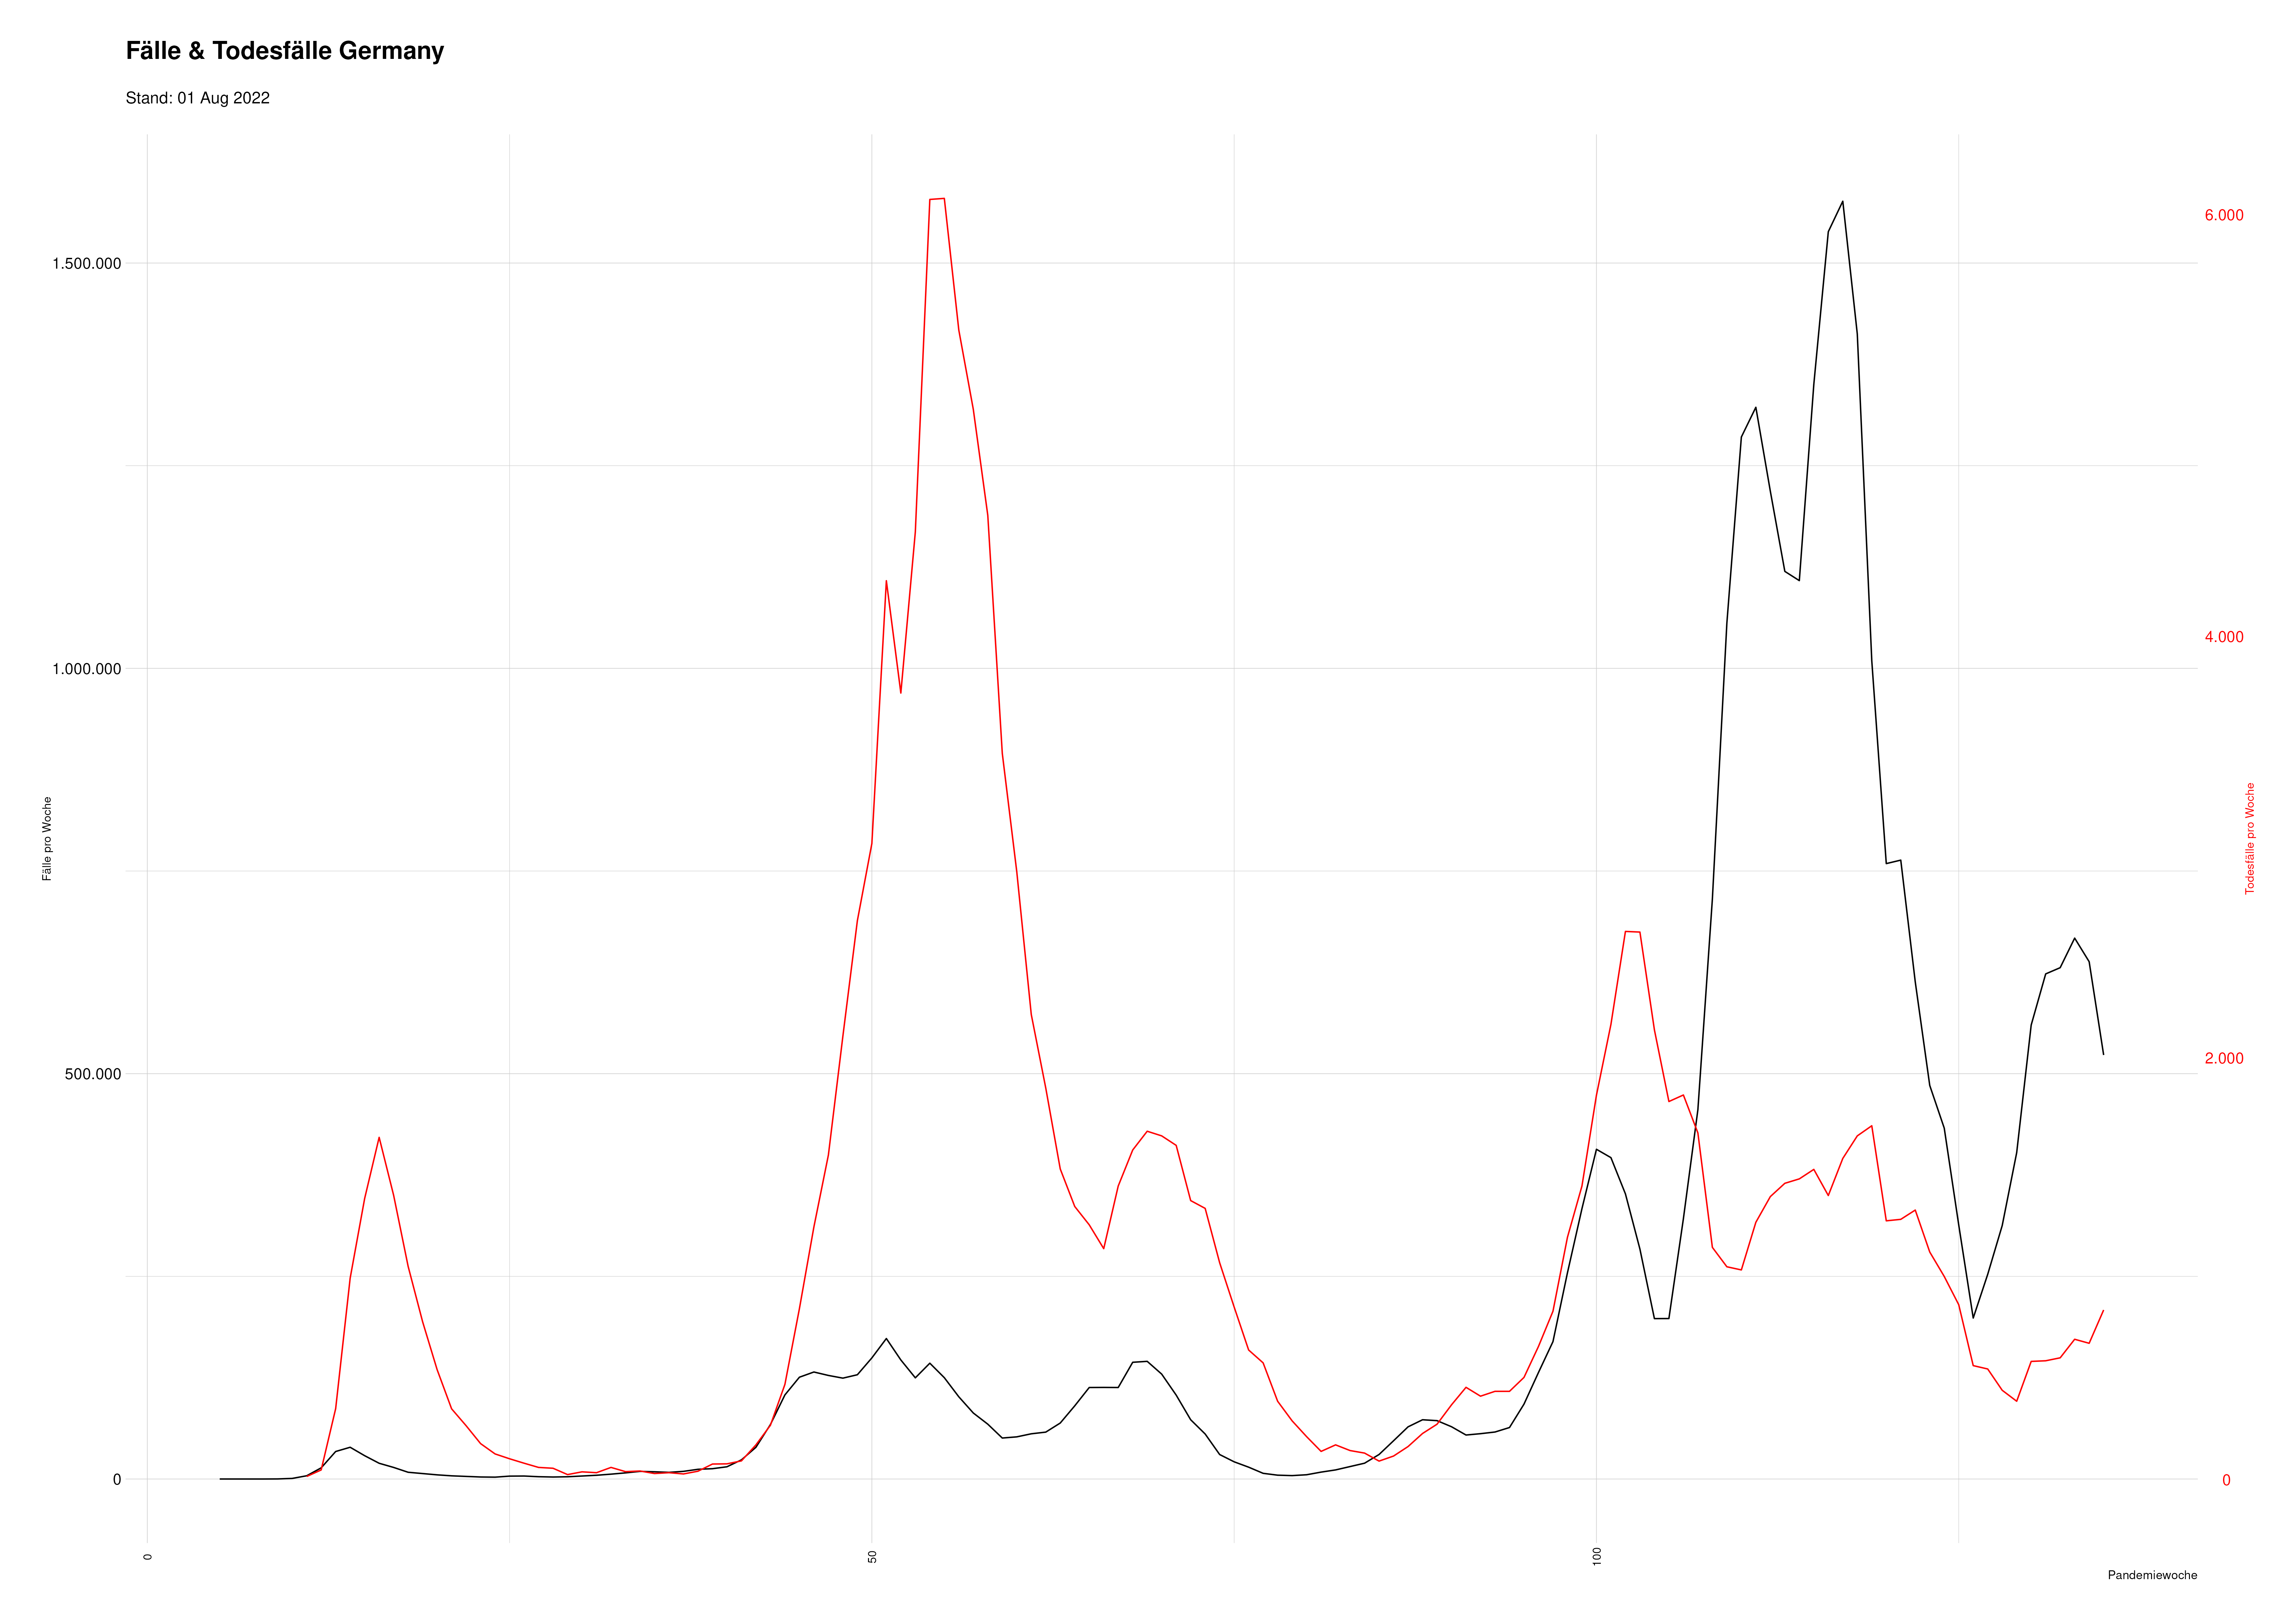 Fälle & Todesfälle Germany
Stand: 01 Aug 2022
6.000
1.500.000
4.000
1.000.000
Fälle pro Woche
Todesfälle pro Woche
2.000
500.000
0
0
0
50
100
Pandemiewoche